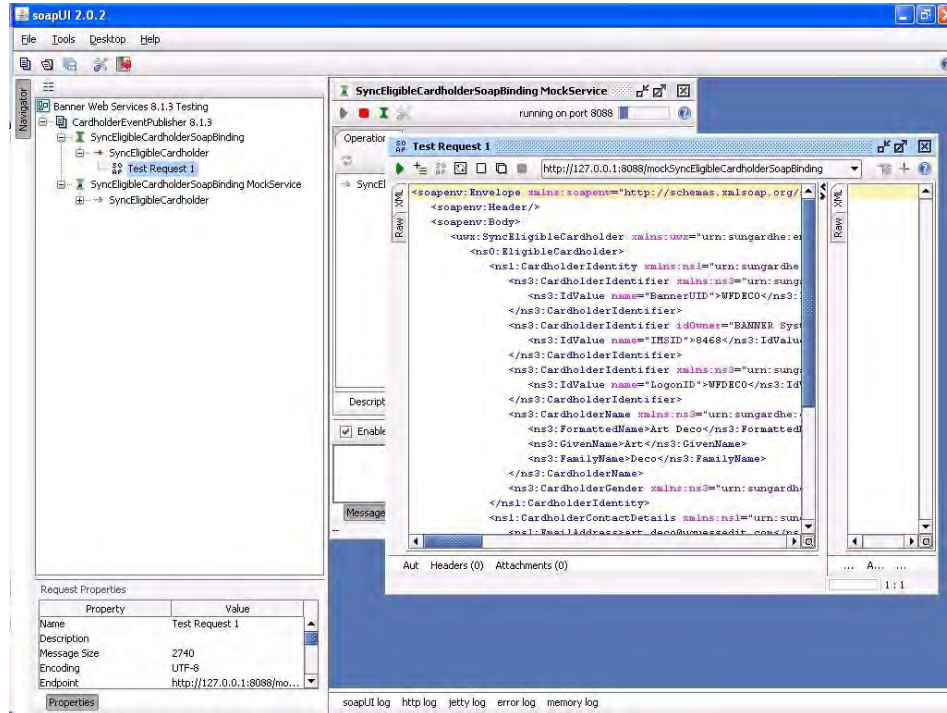 soapUI 2.0.2
File Tools Desktop Help
Navigator
Banner Web Services 8.1.3 Testing
CardholderEventPublisher 8.1.3
SyncEligibleCardholderSoapBinding
SyncEligibleCardholder
Test Request 1
SyncEligibleCardholderSoapBinding MockService
SyncEligibleCardholder
SyncEligibleCardholderSoapBinding MockService
running on port 8088
Operation
SyncEl
Descript
Enable
Message
--
Test Request 1
http://127.0.0.1:8088/mockSyncEligibleCardholderSoapBinding
XML
Raw
<soapenv:Envelope xmlns:soapenv="http://schemas.xmlsoap.org/
<soapenv:Header/>
<soapenv:Body>
<uwx:SyncEligibleCardholder xmlns:uwx="urn:sungardhe:e
<ns0:EligibleCardholder>
<ns1:CardholderIdentity xmlns:ns1="urn:sungardhe
<ns3:CardholderIdentifier xmlns:ns3="urn:sung
<ns3:IdValue name="BannerUID">WFDECO</ns3:
</ns3:CardholderIdentifier>
<ns3:CardholderIdentifier idOwner="BANNER Sys
<ns3:IdValue name="IMSID">8468</ns3:IdValu
</ns3:CardholderIdentifier>
<ns3:CardholderIdentifier xmlns:ns3="urn:sung
<ns3:IdValue name="LogonID">WFDECO</ns3:Id
</ns3:CardholderIdentifier>
<ns3:CardholderName xmlns:ns3="urn:sungardhe:
<ns3:FormattedName>Art Deco</ns3:Formatted
<ns3:GivenName>Art</ns3:GivenName>
<ns3:FamilyName>Deco</ns3:FamilyName>
</ns3:CardholderName>
<ns3:CardholderGender xmlns:ns3="urn:sungardh
</ns1:CardholderIdentity>
<ns1:CardholderContactDetails xmlns:ns1="urn:sun
XML
Raw
Aut Headers (0) Attachments (0)
... A... ... ...
1 : 1
Request Properties
Property Value
Name Test Request 1
Description
Message Size 2740
Encoding UTF-8
Endpoint http://127.0.0.1:8088/mo...
Properties
soapUI log http log jetty log error log memory log